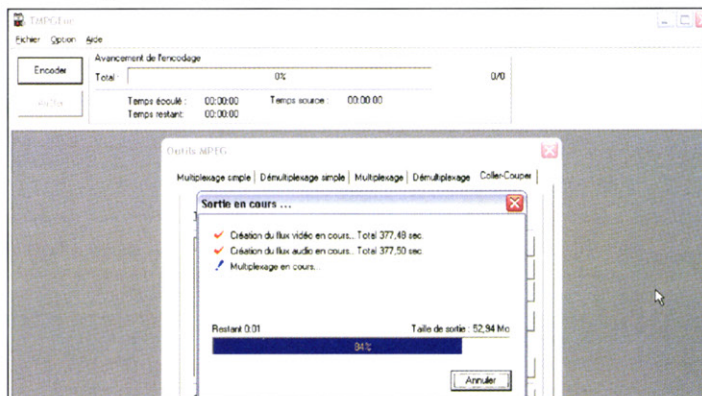 TMPGEnc
Fichier Option Aide
Encoder
Avancement de l'encodage
Total : 0% 0/0
Temps écoulé : 00:00:00 Temps source : 00:00:00
Temps restant: 00:00:00
Outils MPEG
Multiplexage simple Démultiplexage simple Multiplexage Démultiplexage Coller-Couper
Sortie en cours ...
Création du flux vidéo en cours... Total 377,48 sec.
Création du flux audio en cours... Total 377,50 sec.
Multiplexage en cours...
Restant 0:01 Taille de sortie : 52,94 Mo
84%
Annuler